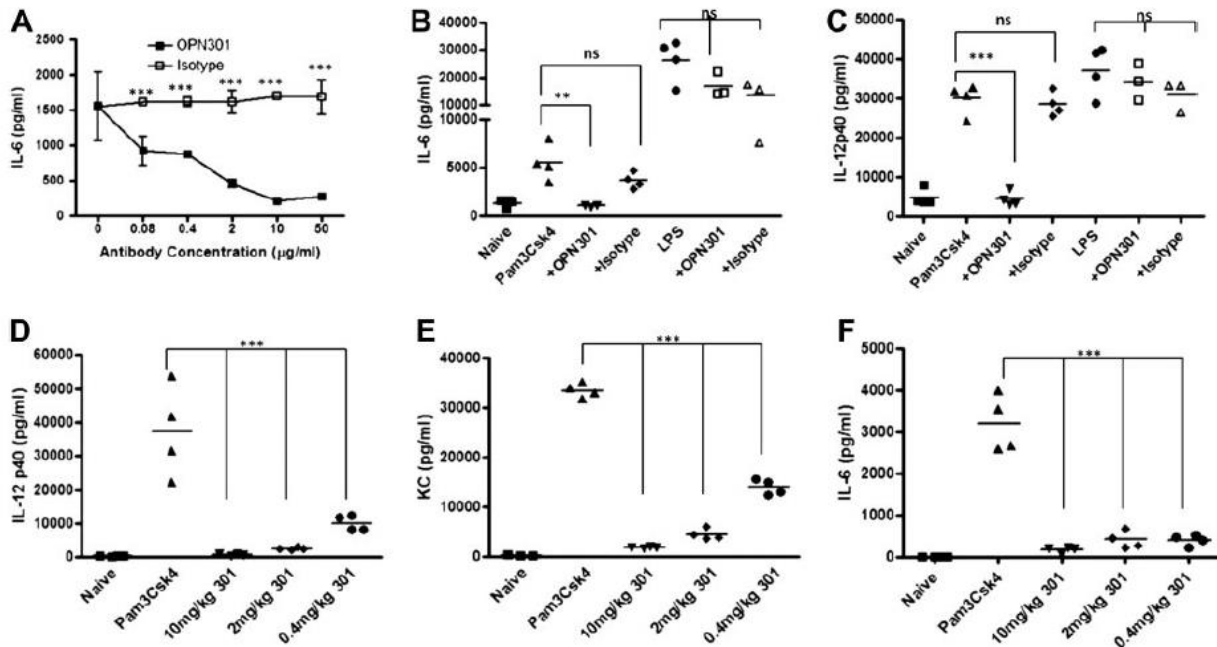 A
OPN301
Isotype
IL-6 (pg/ml)
2500
2000
1500
1000
500
0
*** *** *** *** ***
0 0.08 0.4 2 10 50
Antibody Concentration (µg/ml)
B
IL-6 (pg/ml)
40000
30000
20000
10000
10000
5000
0
ns
**
ns
Naive
Pam3Csk4
+OPN301
+Isotype
LPS
+OPN301
+Isotype
C
IL-12p40 (pg/ml)
50000
40000
30000
20000
10000
0
ns
***
ns
Naive
Pam3Csk4
+OPN301
+Isotype
LPS
+OPN301
+Isotype
D
IL-12 p40 (pg/ml)
60000
50000
40000
30000
20000
10000
0
***
Naive
Pam3Csk4
10mg/kg 301
2mg/kg 301
0.4mg/kg 301
E
KC (pg/ml)
40000
30000
20000
10000
0
***
Naive
Pam3Csk4
10mg/kg 301
2mg/kg 301
0.4mg/kg 301
F
IL-6 (pg/ml)
5000
4000
3000
2000
1000
0
***
Naive
Pam3Csk4
10mg/kg 301
2mg/kg 301
0.4mg/kg 301